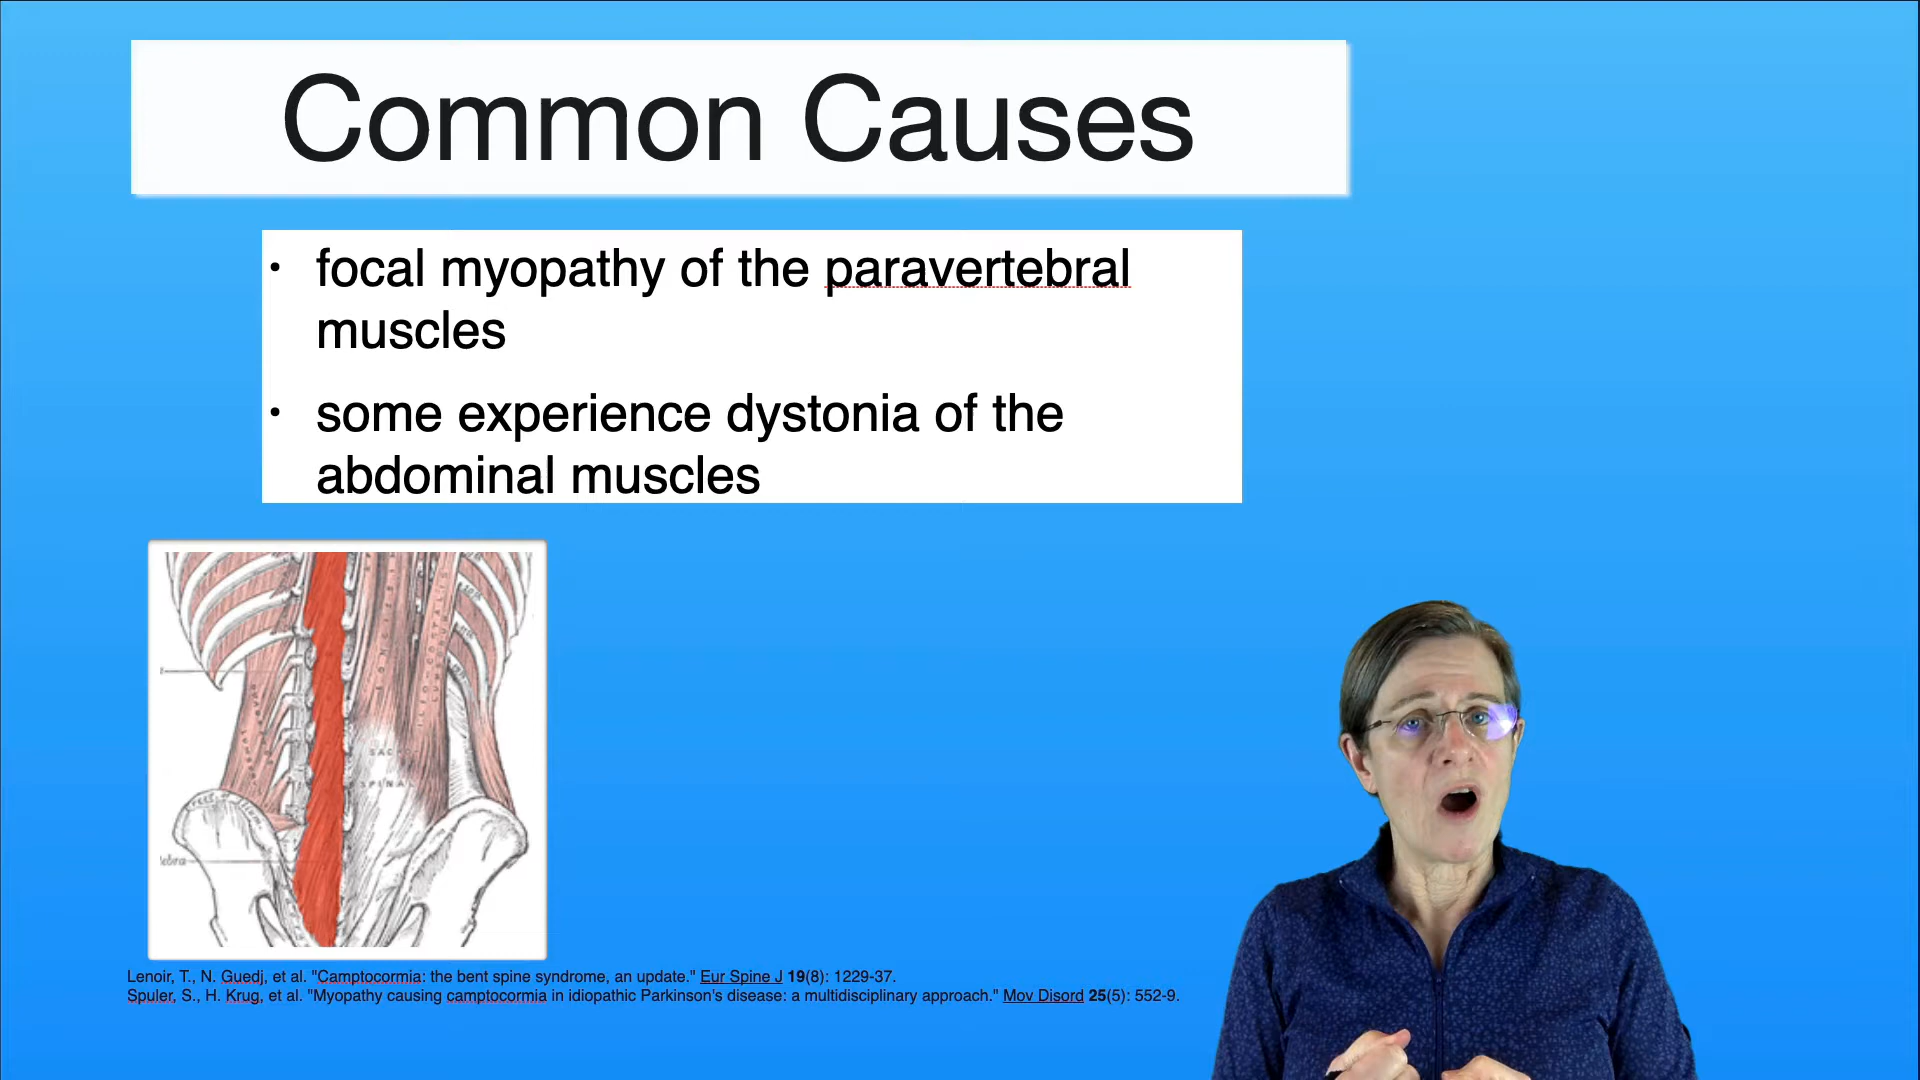 Common Causes
• focal myopathy of the paravertebral
muscles
• some experience dystonia of the
abdominal muscles
SACRO
SPINAL
Lenoir, T., N. Guedj, et al. "Camptocormia: the bent spine syndrome, an update." Eur Spine J 19(8): 1229-37.
Spuler, S., H. Krug, et al. "Myopathy causing camptocormia in idiopathic Parkinson's disease: a multidisciplinary approach." Mov Disord 25(5): 552-9.